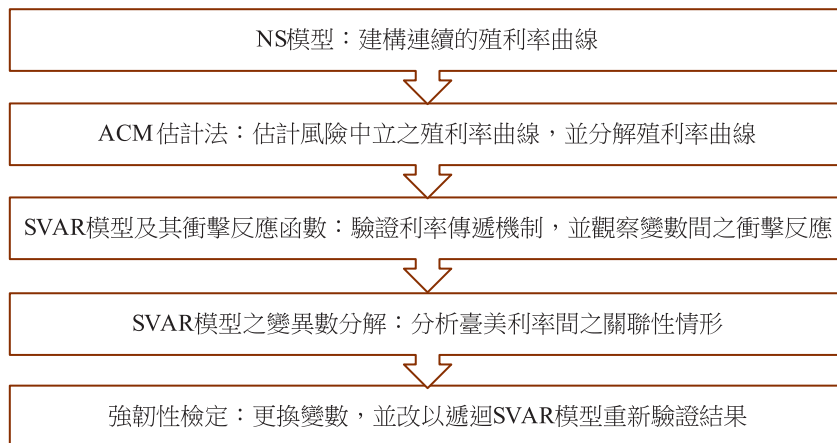 NS模型：建構連續的殖利率曲線
ACM估計法：估計風險中立之殖利率曲線，並分解殖利率曲線
SVAR模型及其衝擊反應函數：驗證利率傳遞機制，並觀察變數間之衝擊反應
SVAR模型之變異數分解：分析臺美利率間之關聯性情形
強韌性檢定：更換變數，並改以遞迴SVAR模型重新驗證結果